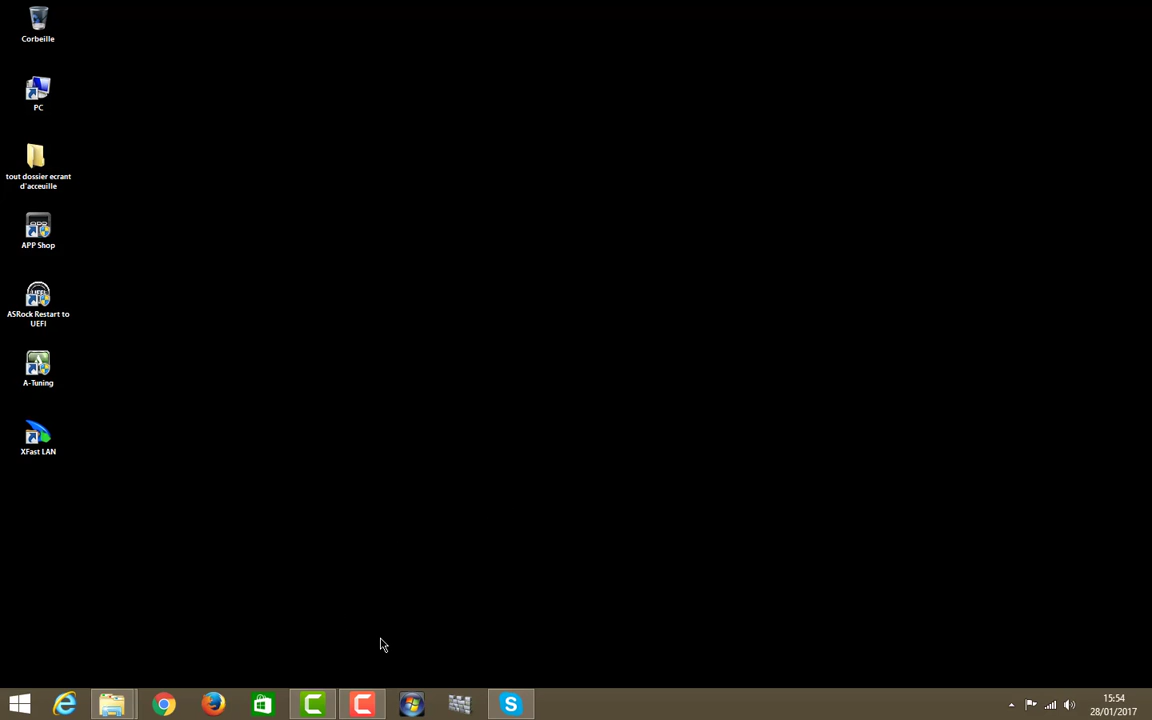 Corbeille
PC
tout dossier ecrant
d'acceuille
APP Shop
ASRock Restart to
UEFI
A-Tuning
XFast LAN
15:54
28/01/2017